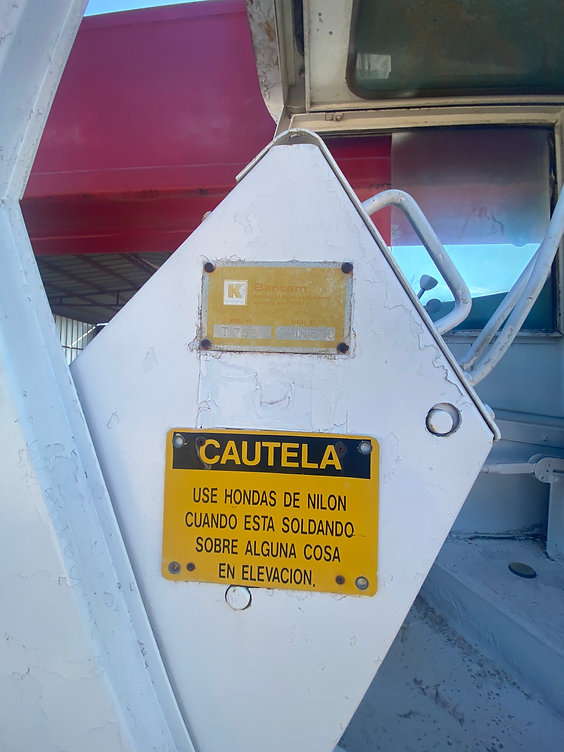 K
Bantam
CAUTELA
USE HONDAS DE NILON
CUANDO ESTA SOLDANDO
SOBRE ALGUNA COSA
EN ELEVACION.